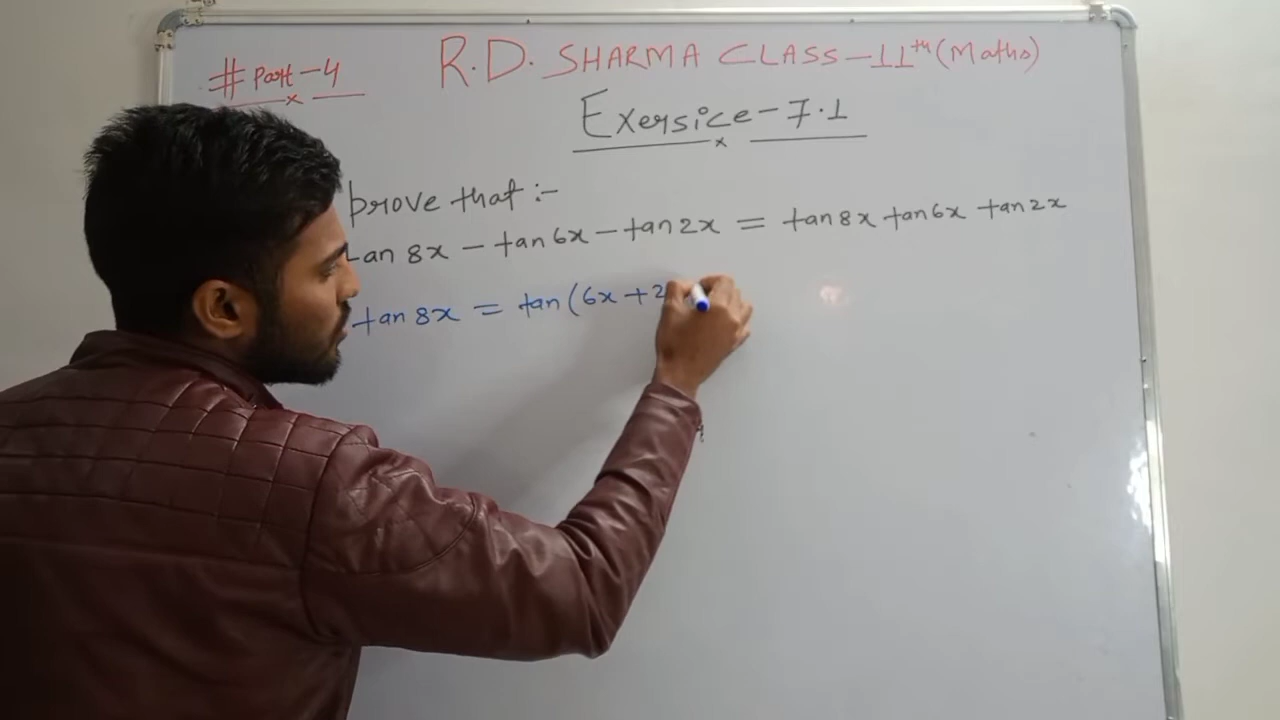 # Part-4
R.D. SHARMA CLASS-11th (Maths)
Exersice-7.1
prove that :-
tan 8x - tan 6x - tan 2x = tan 8x tan 6x tan 2x
tan 8x = tan (6x + 2